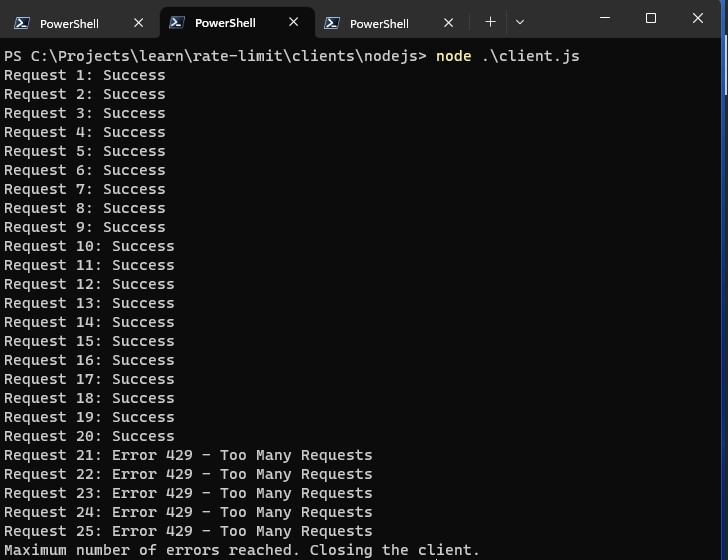 PowerShell
PowerShell
PowerShell
PS C:\Projects\learn\rate-limit\clients\nodejs> node .\client.js
Request 1: Success
Request 2: Success
Request 3: Success
Request 4: Success
Request 5: Success
Request 6: Success
Request 7: Success
Request 8: Success
Request 9: Success
Request 10: Success
Request 11: Success
Request 12: Success
Request 13: Success
Request 14: Success
Request 15: Success
Request 16: Success
Request 17: Success
Request 18: Success
Request 19: Success
Request 20: Success
Request 21: Error 429 - Too Many Requests
Request 22: Error 429 - Too Many Requests
Request 23: Error 429 - Too Many Requests
Request 24: Error 429 - Too Many Requests
Request 25: Error 429 - Too Many Requests
Maximum number of errors reached. Closing the client.